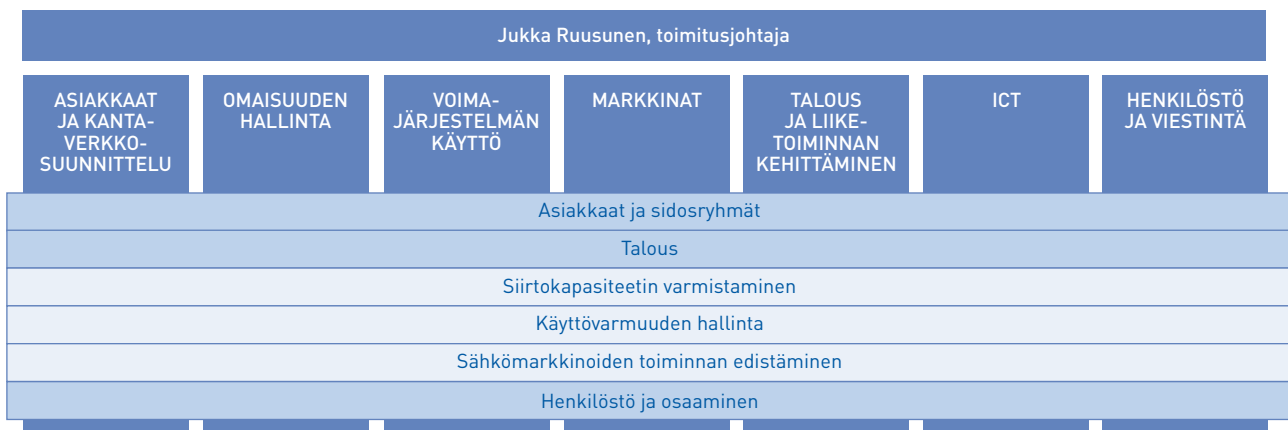 Jukka Ruusunen, toimitusjohtaja
ASIAKKAAT
JA KANTA-
VERKKO-
SUUNNITTELU
OMAISUUDEN
HALLINTA
VOIMA-
JÄRJESTELMÄN
KÄYTTÖ
MARKKINAT
TALOUS
JA LIIKE-
TOIMINNAN
KEHITTÄMINEN
ICT
HENKILÖSTÖ
JA VIESTINTÄ
Asiakkaat ja sidosryhmät
Talous
Siirtokapasiteetin varmistaminen
Käyttövarmuuden hallinta
Sähkömarkkinoiden toiminnan edistäminen
Henkilöstö ja osaaminen